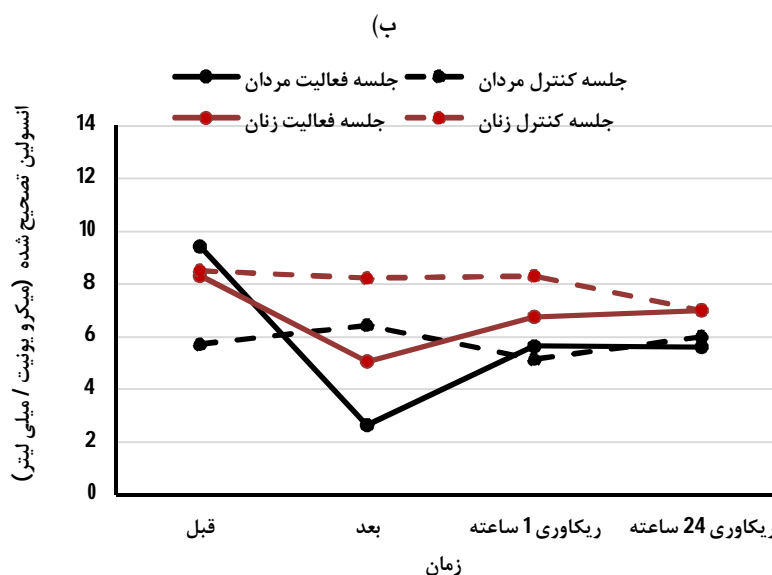 ب)
جلسه فعالیت مردان
جلسه کنترل مردان
جلسه فعالیت زنان
جلسه کنترل زنان
انسولین تصحیح شده (میکرو یونیت / میلی لیتر)
14
12
10
8
6
4
2
0
قبل
بعد
ریکاوری 1 ساعته
ریکاوری 24 ساعته
زمان